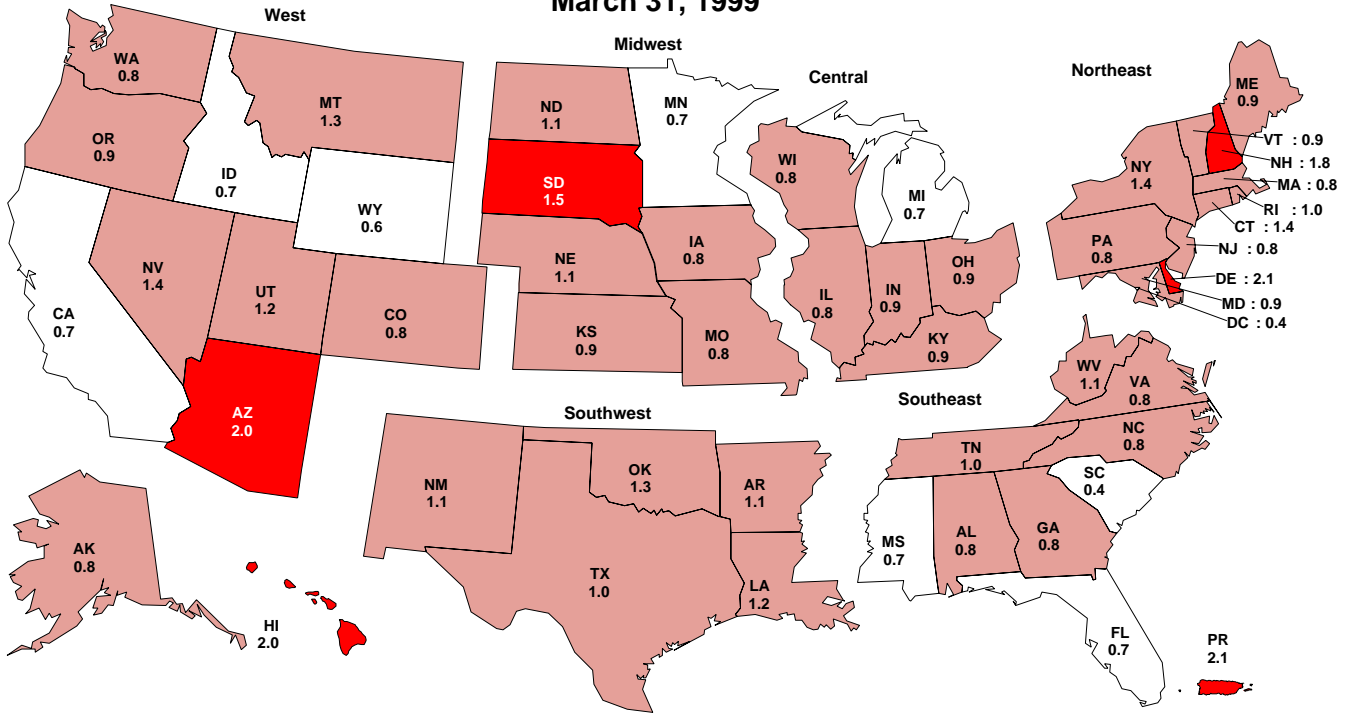 March 31, 1999
West
Midwest
Central
Northeast
WA
0.8
OR
0.9
MT
1.3
ID
0.7
WY
0.6
CA
0.7
NV
1.4
UT
1.2
CO
0.8
AZ
2.0
AK
0.8
HI
2.0
ND
1.1
MN
0.7
SD
1.5
NE
1.1
IA
0.8
KS
0.9
MO
0.8
WI
0.8
MI
0.7
IL
0.8
IN
0.9
OH
0.9
KY
0.9
ME
0.9
VT : 0.9
NH : 1.8
MA : 0.8
RI : 1.0
CT : 1.4
NY
1.4
PA
0.8
NJ : 0.8
DE : 2.1
MD : 0.9
DC : 0.4
Southwest
NM
1.1
OK
1.3
AR
1.1
TX
1.0
LA
1.2
Southeast
WV
1.1
VA
0.8
TN
1.0
NC
0.8
SC
0.4
MS
0.7
AL
0.8
GA
0.8
FL
0.7
PR
2.1